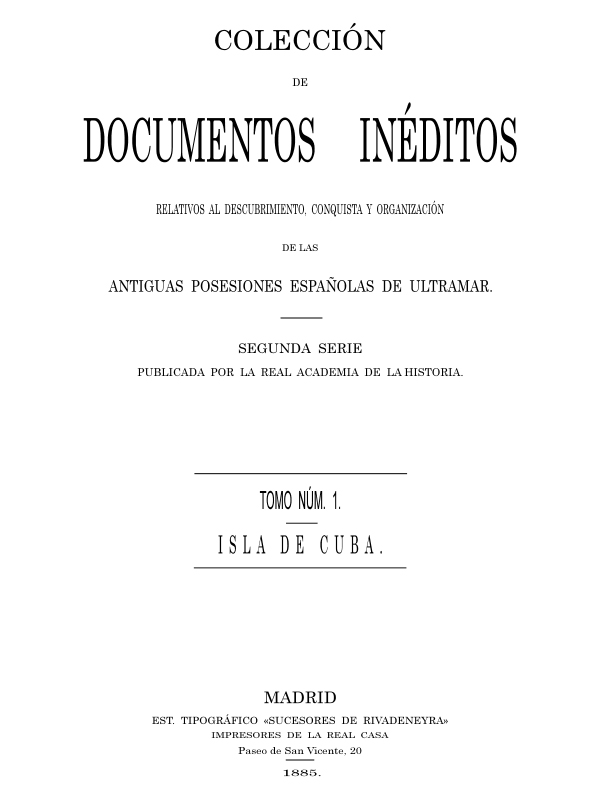 COLECCIÓN
DE
DOCUMENTOS INÉDITOS
RELATIVOS AL DESCUBRIMIENTO, CONQUISTA Y ORGANIZACIÓN
DE LAS
ANTIGUAS POSESIONES ESPAÑOLAS DE ULTRAMAR.
SEGUNDA SERIE
PUBLICADA POR LA REAL ACADEMIA DE LA HISTORIA.
TOMO NÚM. 1.
ISLA DE CUBA.
MADRID
EST. TIPOGRÁFICO «SUCESORES DE RIVADENEYRA»
IMPRESORES DE LA REAL CASA
Paseo de San Vicente, 20
1885.